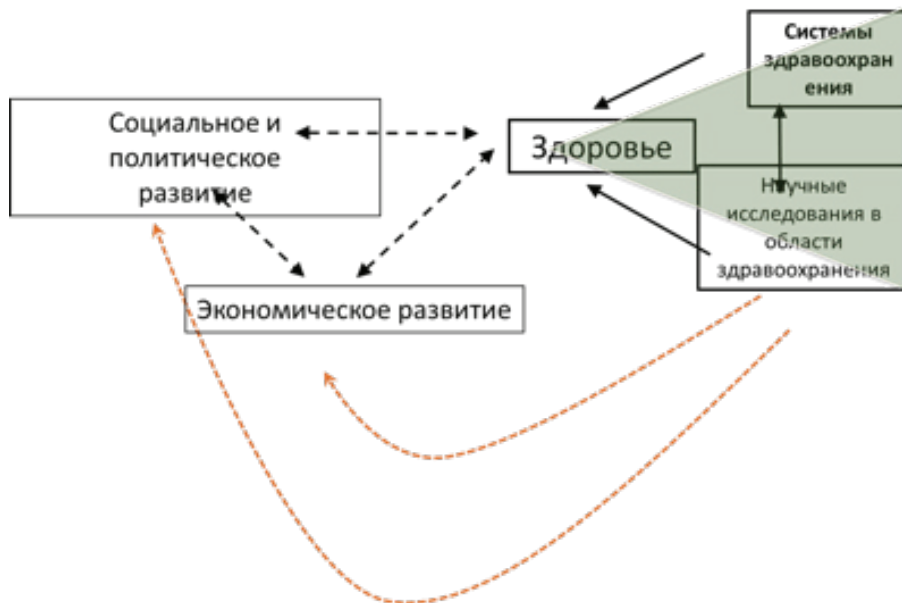 Системы
здравоохран
ения
Социальное и
политическое
развитие
Здоровье
Научные
исследования в
области
здравоохранения
Экономическое развитие